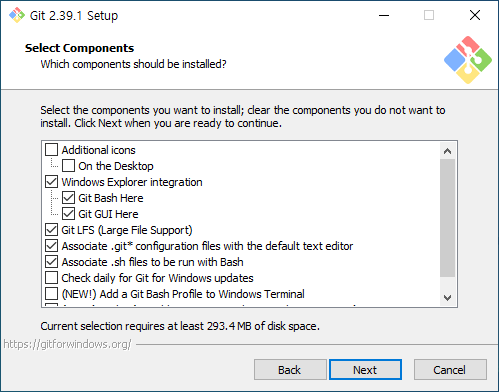 Git 2.39.1 Setup
Select Components
Which components should be installed?
Select the components you want to install; clear the components you do not want to
install. Click Next when you are ready to continue.
Additional icons
On the Desktop
Windows Explorer integration
Git Bash Here
Git GUI Here
Git LFS (Large File Support)
Associate .git* configuration files with the default text editor
Associate .sh files to be run with Bash
Check daily for Git for Windows updates
(NEW!) Add a Git Bash Profile to Windows Terminal
Current selection requires at least 293.4 MB of disk space.
https://gitforwindows.org/
Back
Next
Cancel